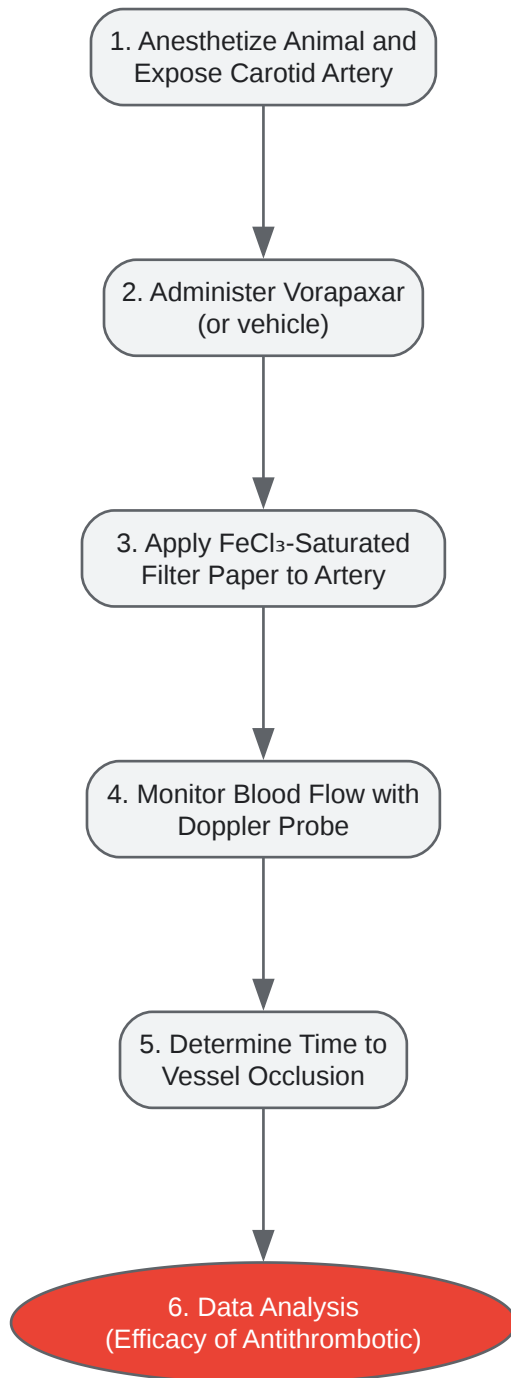 1. Anesthetize Animal and
Expose Carotid Artery
2. Administer Vorapaxar
(or vehicle)
3. Apply FeCl₃-Saturated
Filter Paper to Artery
4. Monitor Blood Flow with
Doppler Probe
5. Determine Time to
Vessel Occlusion
6. Data Analysis
(Efficacy of Antithrombotic)